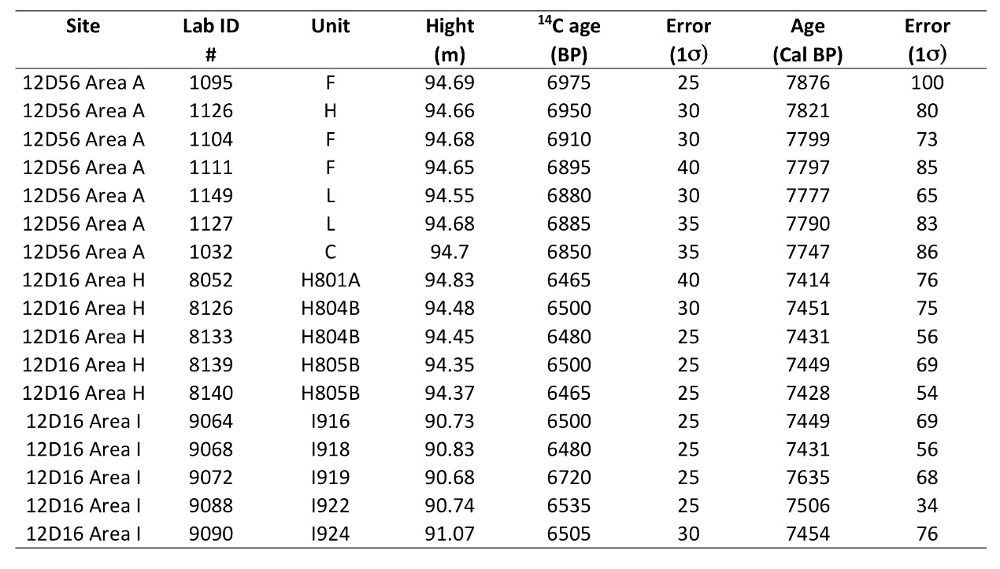 Site Lab ID Unit Hight ¹⁴C age Error Age Error
# (m) (BP) (1σ) (Cal BP) (1σ)
12D56 Area A 1095 F 94.69 6975 25 7876 100
12D56 Area A 1126 H 94.66 6950 30 7821 80
12D56 Area A 1104 F 94.68 6910 30 7799 73
12D56 Area A 1111 F 94.65 6895 40 7797 85
12D56 Area A 1149 L 94.55 6880 30 7777 65
12D56 Area A 1127 L 94.68 6885 35 7790 83
12D56 Area A 1032 C 94.7 6850 35 7747 86
12D16 Area H 8052 H801A 94.83 6465 40 7414 76
12D16 Area H 8126 H804B 94.48 6500 30 7451 75
12D16 Area H 8133 H804B 94.45 6480 25 7431 56
12D16 Area H 8139 H805B 94.35 6500 25 7449 69
12D16 Area H 8140 H805B 94.37 6465 25 7428 54
12D16 Area I 9064 I916 90.73 6500 25 7449 69
12D16 Area I 9068 I918 90.83 6480 25 7431 56
12D16 Area I 9072 I919 90.68 6720 25 7635 68
12D16 Area I 9088 I922 90.74 6535 25 7506 34
12D16 Area I 9090 I924 91.07 6505 30 7454 76